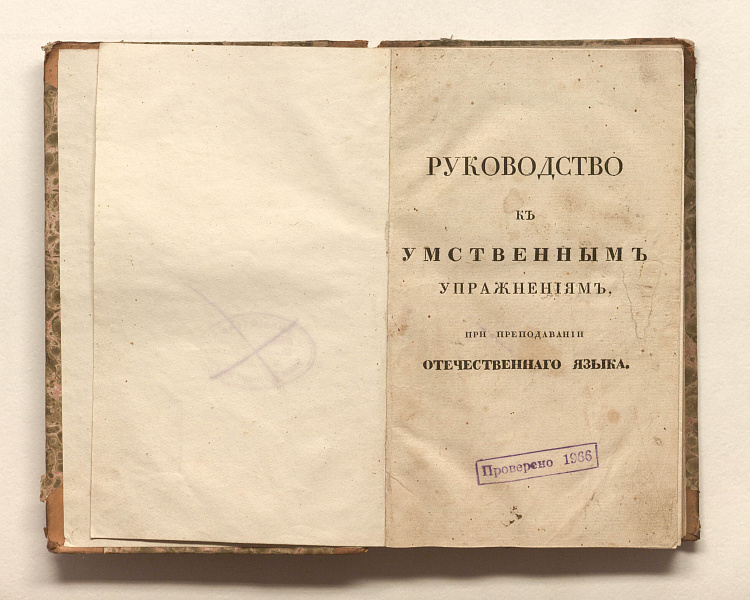 РУКОВОДСТВО
КЪ
УМСТВЕННЫМЪ
УПРАЖНЕНІЯМЪ,
ПРИ ПРЕПОДАВАНІИ
ОТЕЧЕСТВЕННАГО ЯЗЫКА.
Проверено 1966